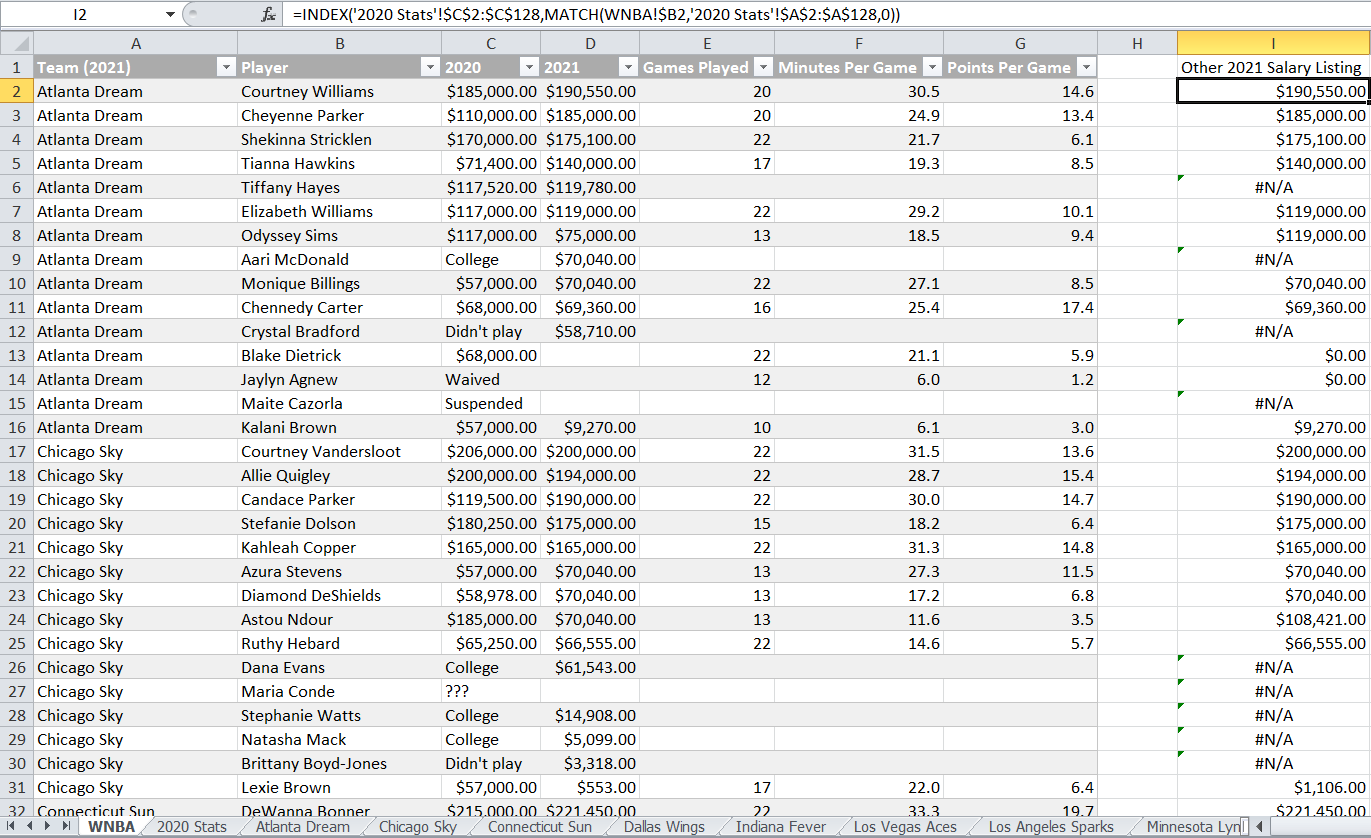 I2 fx =INDEX('2020 Stats'!$C$2:$C$128,MATCH(WNBA!$B2,'2020 Stats'!$A$2:$A$128,0))
A B C D E F G H I
1 Team (2021) Player 2020 2021 Games Played Minutes Per Game Points Per Game Other 2021 Salary Listing
2 Atlanta Dream Courtney Williams $185,000.00 $190,550.00 20 30.5 14.6 $190,550.00
3 Atlanta Dream Cheyenne Parker $110,000.00 $185,000.00 20 24.9 13.4 $185,000.00
4 Atlanta Dream Shekinna Stricklen $170,000.00 $175,100.00 22 21.7 6.1 $175,100.00
5 Atlanta Dream Tianna Hawkins $71,400.00 $140,000.00 17 19.3 8.5 $140,000.00
6 Atlanta Dream Tiffany Hayes $117,520.00 $119,780.00 #N/A
7 Atlanta Dream Elizabeth Williams $117,000.00 $119,000.00 22 29.2 10.1 $119,000.00
8 Atlanta Dream Odyssey Sims $117,000.00 $75,000.00 13 18.5 9.4 $119,000.00
9 Atlanta Dream Aari McDonald College $70,040.00 #N/A
10 Atlanta Dream Monique Billings $57,000.00 $70,040.00 22 27.1 8.5 $70,040.00
11 Atlanta Dream Chennedy Carter $68,000.00 $69,360.00 16 25.4 17.4 $69,360.00
12 Atlanta Dream Crystal Bradford Didn't play $58,710.00 #N/A
13 Atlanta Dream Blake Dietrick $68,000.00 22 21.1 5.9 $0.00
14 Atlanta Dream Jaylyn Agnew Waived 12 6.0 1.2 $0.00
15 Atlanta Dream Maite Cazorla Suspended #N/A
16 Atlanta Dream Kalani Brown $57,000.00 $9,270.00 10 6.1 3.0 $9,270.00
17 Chicago Sky Courtney Vandersloot $206,000.00 $200,000.00 22 31.5 13.6 $200,000.00
18 Chicago Sky Allie Quigley $200,000.00 $194,000.00 22 28.7 15.4 $194,000.00
19 Chicago Sky Candace Parker $119,500.00 $190,000.00 22 30.0 14.7 $190,000.00
20 Chicago Sky Stefanie Dolson $180,250.00 $175,000.00 15 18.2 6.4 $175,000.00
21 Chicago Sky Kahleah Copper $165,000.00 $165,000.00 22 31.3 14.8 $165,000.00
22 Chicago Sky Azura Stevens $57,000.00 $70,040.00 13 27.3 11.5 $70,040.00
23 Chicago Sky Diamond DeShields $58,978.00 $70,040.00 13 17.2 6.8 $70,040.00
24 Chicago Sky Astou Ndour $185,000.00 $70,040.00 13 11.6 3.5 $108,421.00
25 Chicago Sky Ruthy Hebard $65,250.00 $66,555.00 22 14.6 5.7 $66,555.00
26 Chicago Sky Dana Evans College $61,543.00 #N/A
27 Chicago Sky Maria Conde ??? #N/A
28 Chicago Sky Stephanie Watts College $14,908.00 #N/A
29 Chicago Sky Natasha Mack College $5,099.00 #N/A
30 Chicago Sky Brittany Boyd-Jones Didn't play $3,318.00 #N/A
31 Chicago Sky Lexie Brown $57,000.00 $553.00 17 22.0 6.4 $1,106.00
32 Connecticut Sun DeWanna Bonner $215,000.00 $221,450.00 22 33.3 19.7 $221,450.00
WNBA 2020 Stats Atlanta Dream Chicago Sky Connecticut Sun Dallas Wings Indiana Fever Los Vegas Aces Los Angeles Sparks Minnesota Lyn